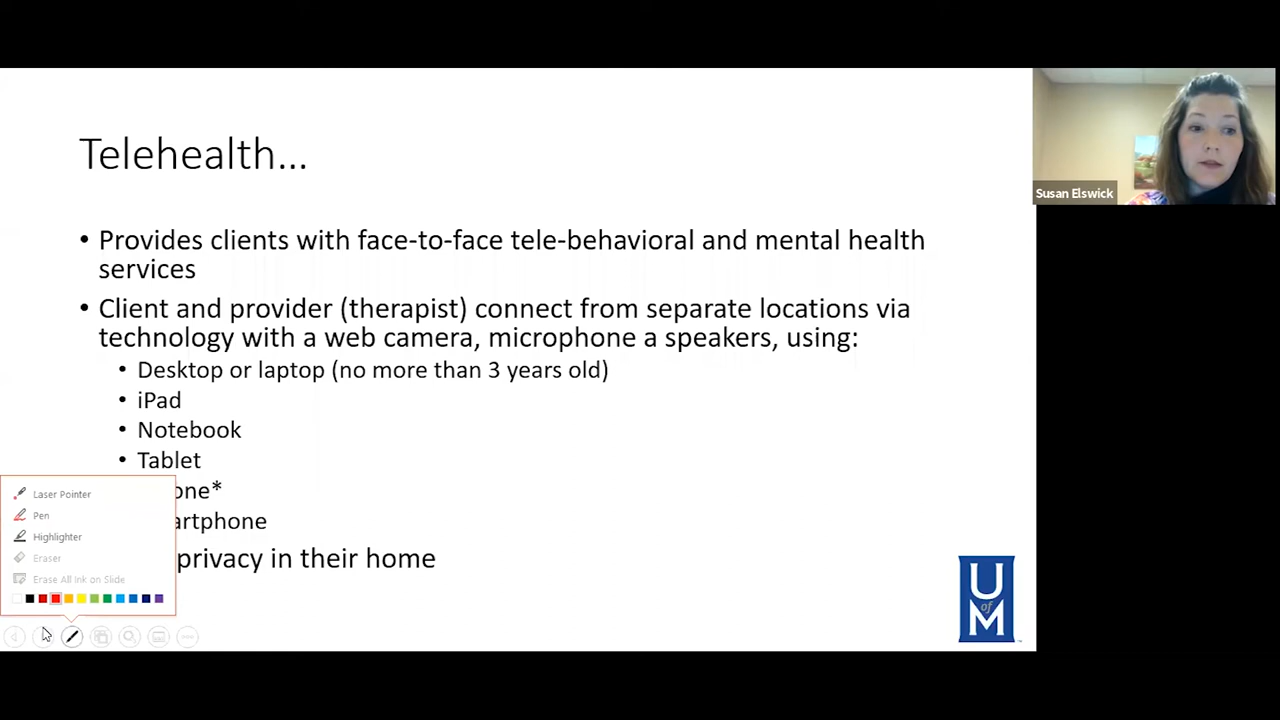 Telehealth...
Susan Elswick
• Provides clients with face-to-face tele-behavioral and mental health
services
• Client and provider (therapist) connect from separate locations via
technology with a web camera, microphone a speakers, using:
• Desktop or laptop (no more than 3 years old)
• iPad
• Notebook
• Tablet
one*
artphone
privacy in their home
Laser Pointer
Pen
Highlighter
Eraser
Erase All Ink on Slide
U
of
M